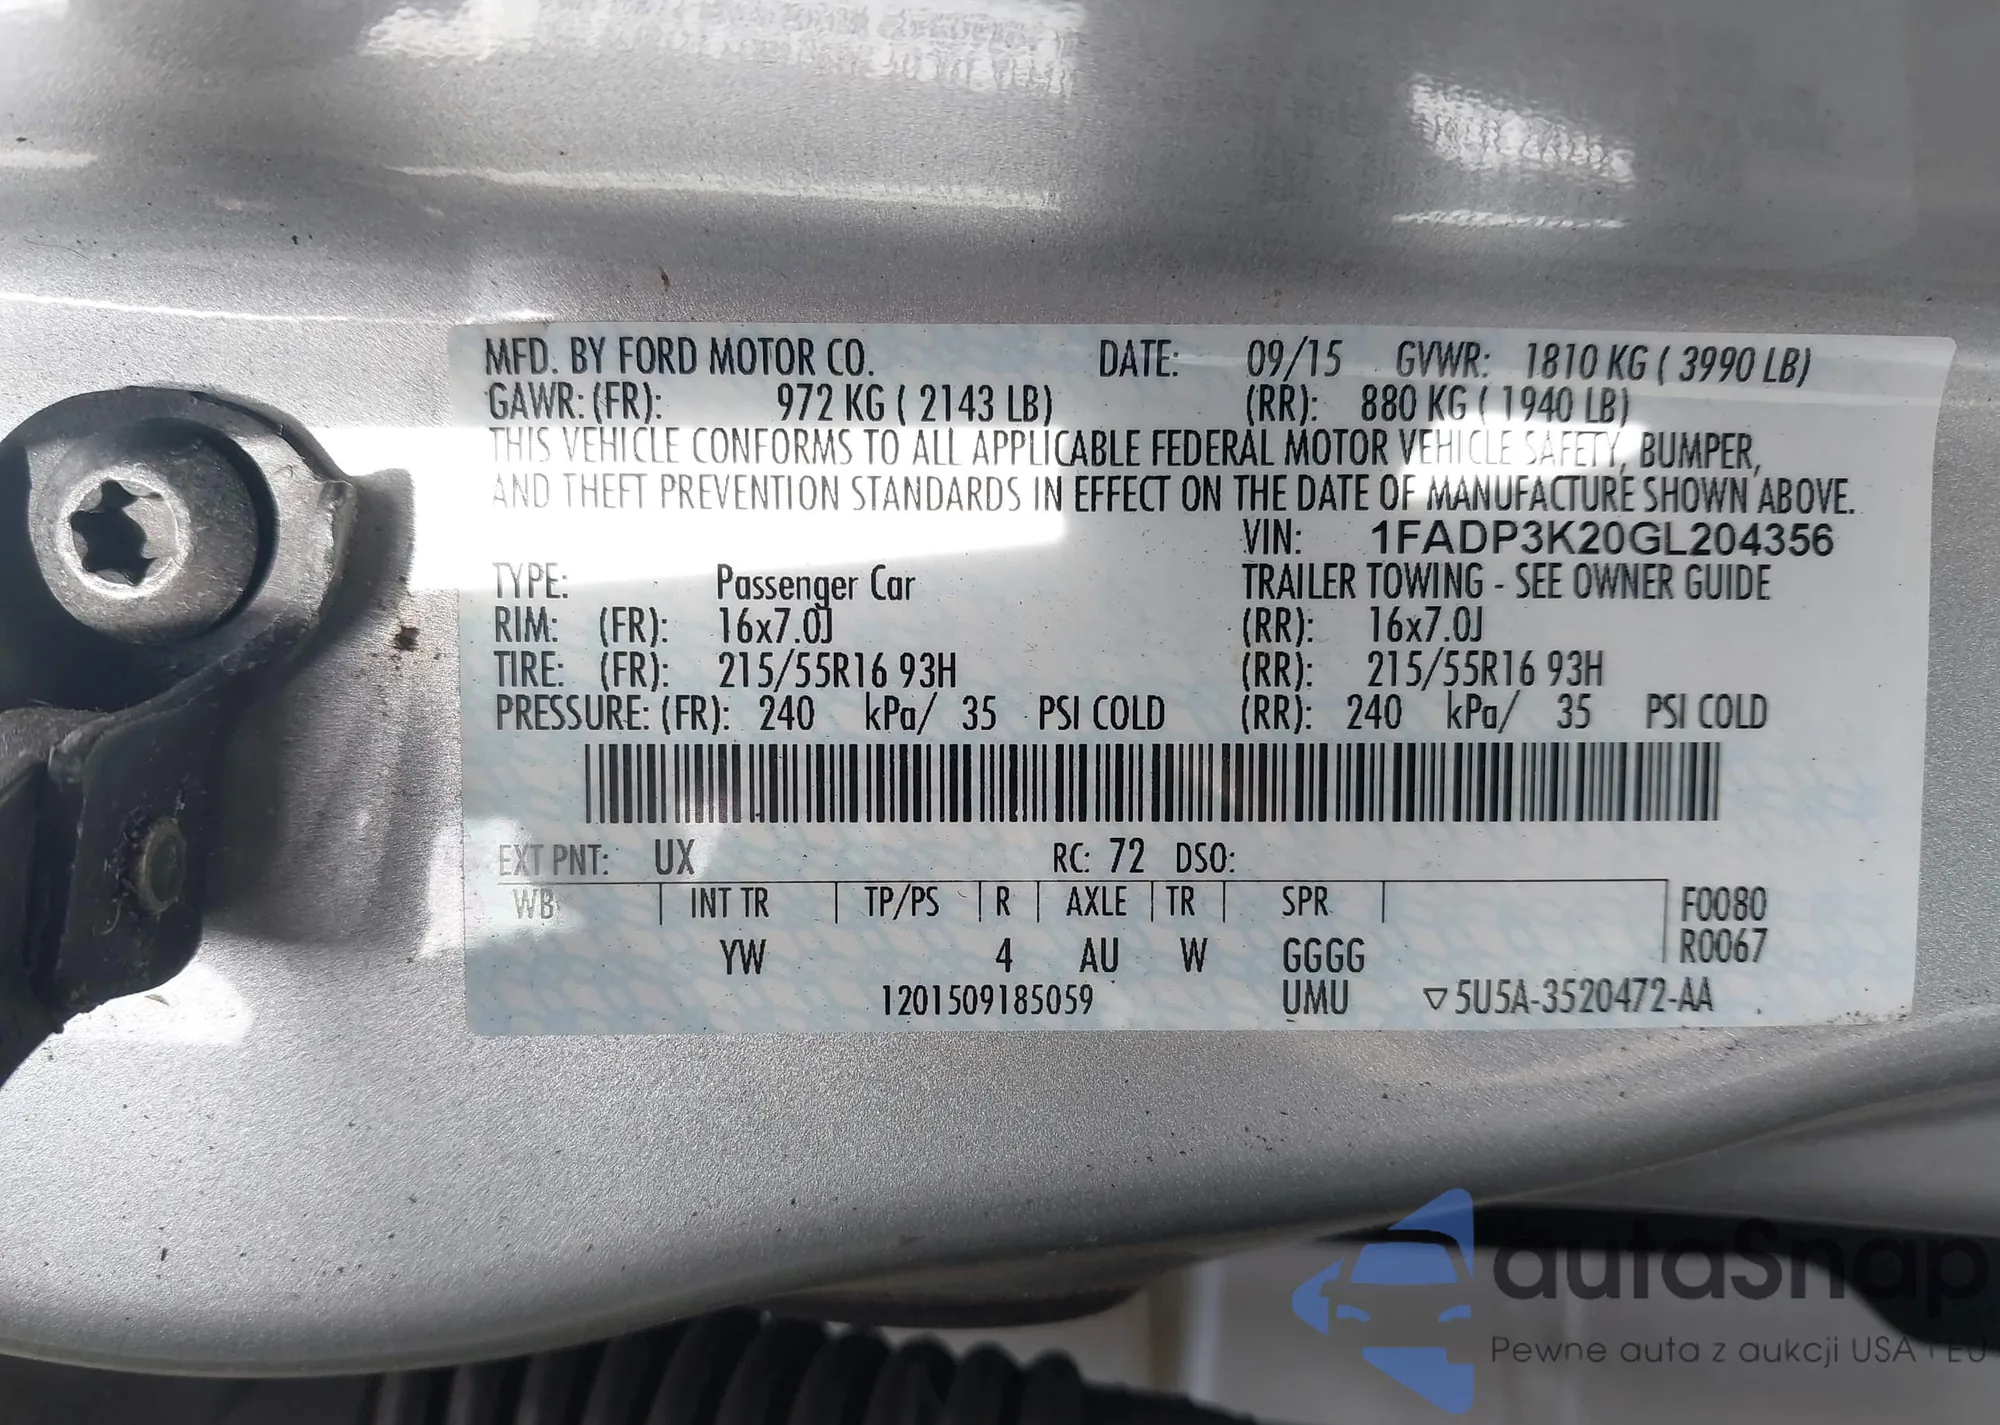 MFD. BY FORD MOTOR CO. DATE: 09/15 GVWR: 1810 KG ( 3990 LB)
GAWR: (FR): 972 KG ( 2143 LB) (RR): 880 KG ( 1940 LB)
THIS VEHICLE CONFORMS TO ALL APPLICABLE FEDERAL MOTOR VEHICLE SAFETY, BUMPER,
AND THEFT PREVENTION STANDARDS IN EFFECT ON THE DATE OF MANUFACTURE SHOWN ABOVE.
VIN: 1FADP3K20GL204356
TYPE: Passenger Car TRAILER TOWING - SEE OWNER GUIDE
RIM: (FR): 16x7.0J (RR): 16x7.0J
TIRE: (FR): 215/55R16 93H (RR): 215/55R16 93H
PRESSURE: (FR): 240 kPa/ 35 PSI COLD (RR): 240 kPa/ 35 PSI COLD
EXT PNT: UX RC: 72 DSO:
WB INT TR TP/PS R AXLE TR SPR F0080
YW 4 AU W GGGG R0067
1201509185059 UMU ▽5U5A-3520472-AA
autaSnap
Pewne auta z aukcji USA i EU